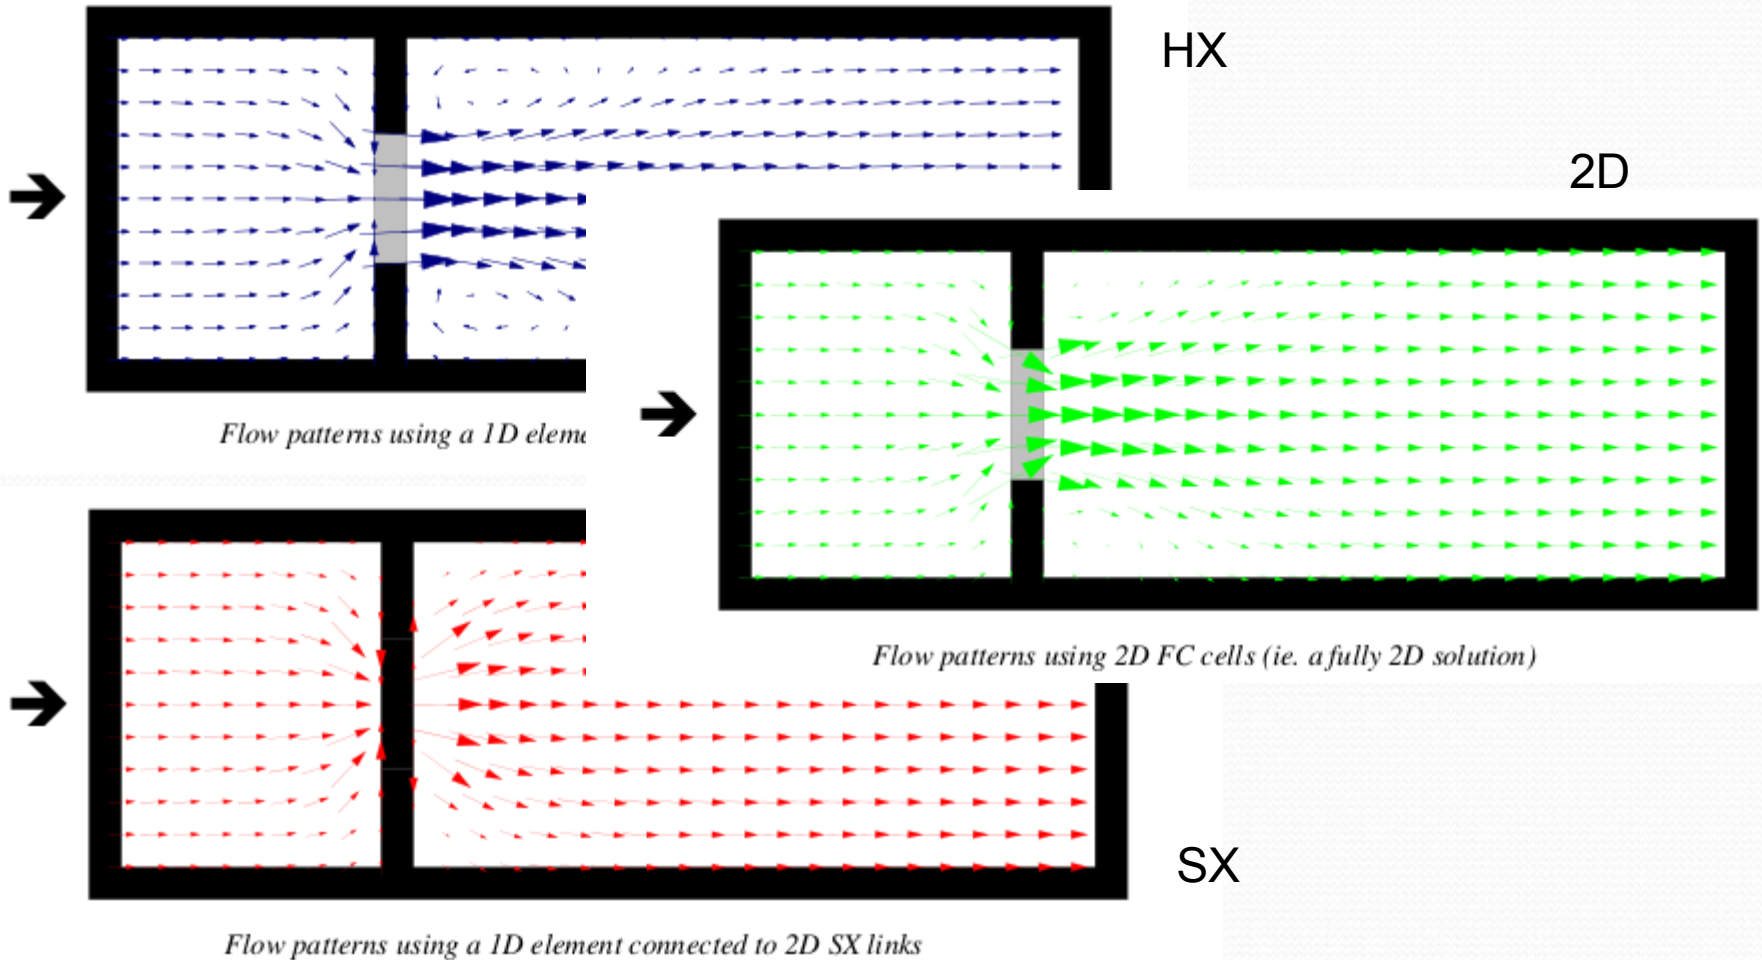 HX
2D
Flow patterns using a 1D
Flow patterns using 2D FC cells (ie. a fully 2D solution)
SX
Flow patterns using a 1D element connected to 2D SX links